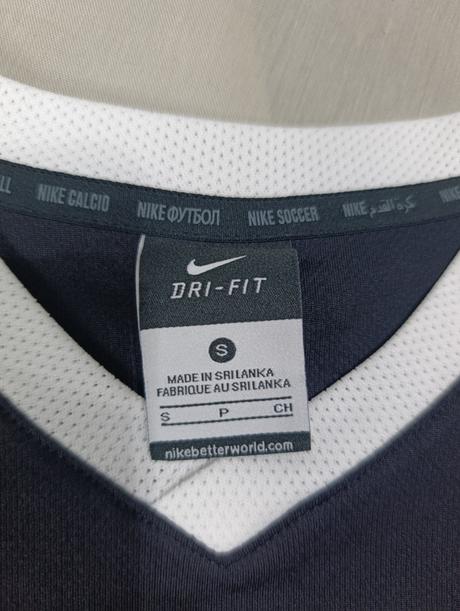 LL NIKE CALCIO NIKE ФУТБОЛ NIKE SOCCER NIKE كرة القدم
DRI-FIT
S
MADE IN SRI LANKA
FABRIQUE AU SRI LANKA
S P CH
nikebetterworld.com